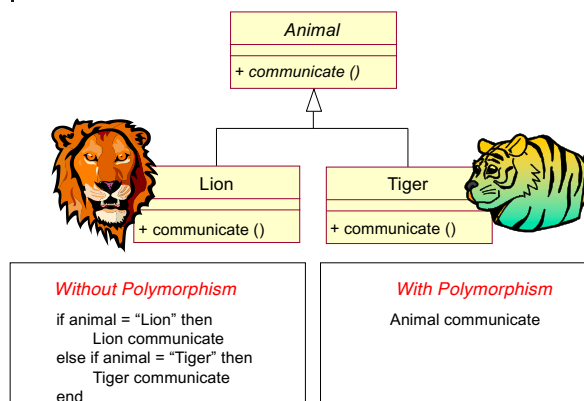 Animal
+ communicate ()
Lion
+ communicate ()
Tiger
+ communicate ()
Without Polymorphism
if animal = “Lion” then
Lion communicate
else if animal = “Tiger” then
Tiger communicate
end
With Polymorphism
Animal communicate